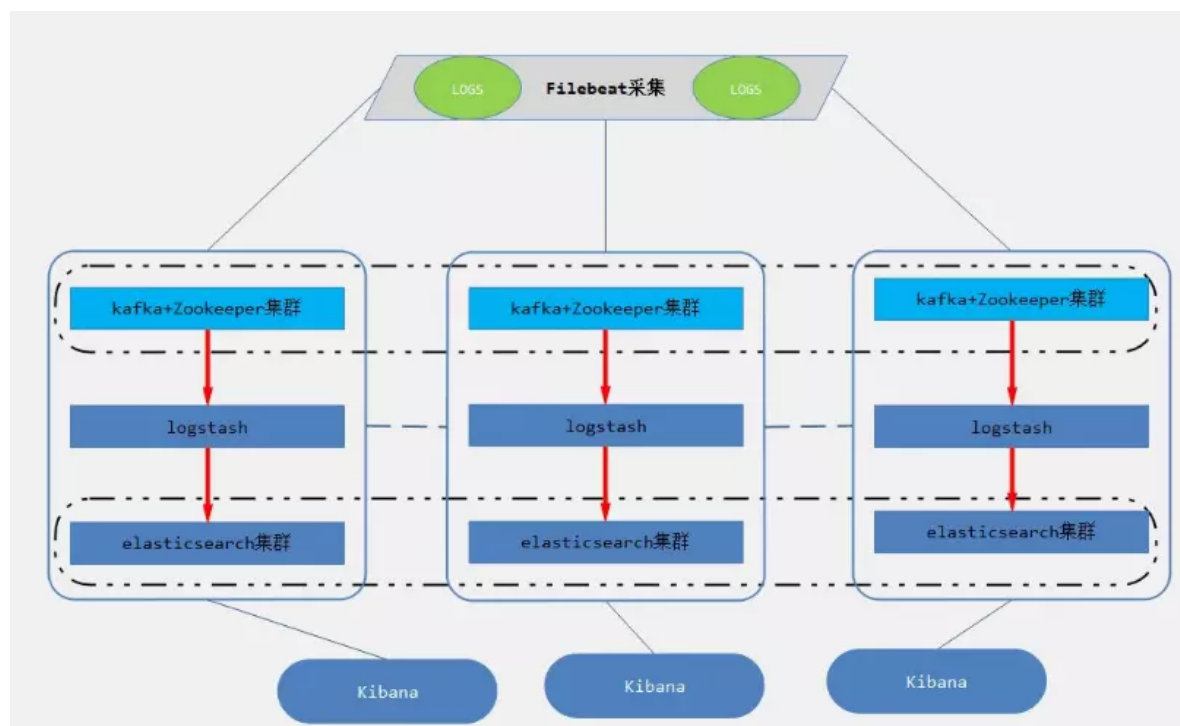 LOGS Filebeat采集 LOGS
kafka+Zookeeper集群
kafka+Zookeeper集群
kafka+Zookeeper集群
logstash
logstash
logstash
elasticsearch集群
elasticsearch集群
elasticsearch集群
Kibana
Kibana
Kibana